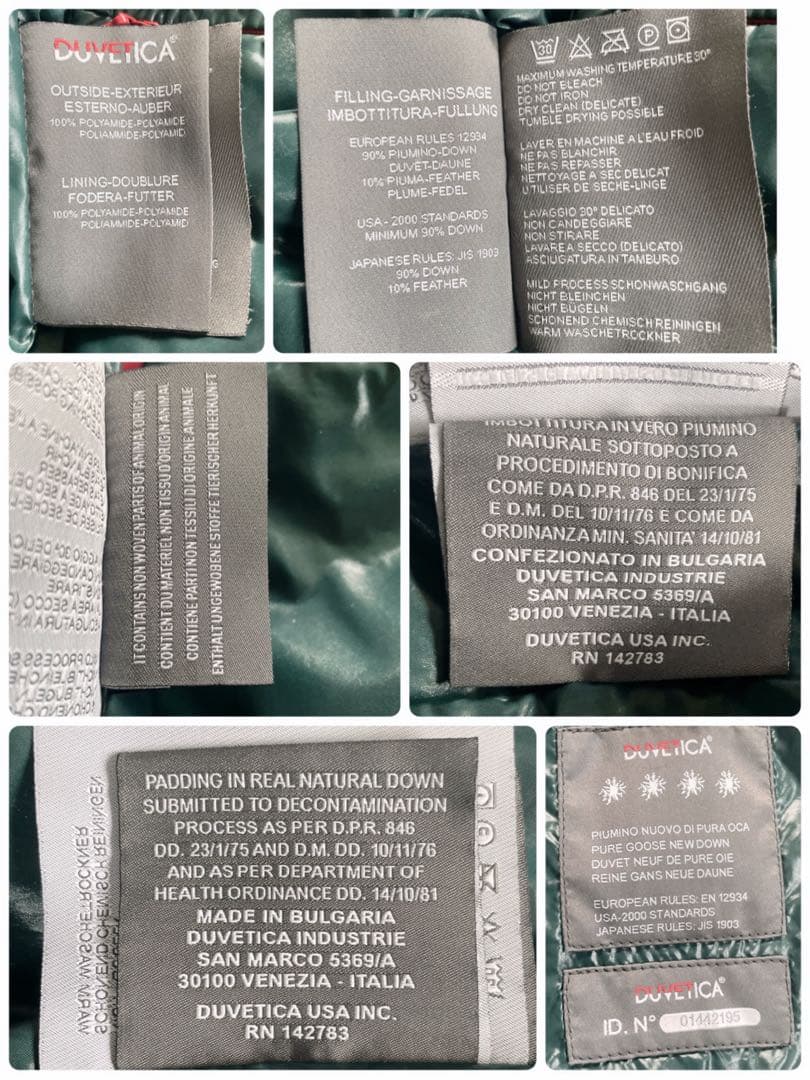 DUVETICA
OUTSIDE-EXTERIEUR
ESTERNO-AUBER
100% POLYAMIDE-POLYAMIDE
POLIAMMIDE-POLYAMID
LINING-DOUBLURE
FODERA-FUTTER
100% POLYAMIDE-POLYAMIDE
POLIAMMIDE-POLYAMID
FILLING-GARNISSAGE
IMBOTTITURA-FULLUNG
EUROPEAN RULES 12934
90% PIUMINO-DOWN
DUVET-DAUNE
10% PIUMA-FEATHER
PLUME-FEDEL
USA - 2000 STANDARDS
MINIMUM 90% DOWN
JAPANESE RULES: JIS 1903
90% DOWN
10% FEATHER
30 P
MAXIMUM WASHING TEMPERATURE 30°
DO NOT BLEACH
DO NOT IRON
DRY CLEAN (DELICATE)
TUMBLE DRYING POSSIBLE
LAVER EN MACHINE A L'EAU FROID
NE PAS BLANCHIR
NE PAS REPASSER
NETTOYAGE A SEC DELICAT
UTILISER DE SECHE-LINGE
LAVAGGIO 30° DELICATO
NON CANDEGGIARE
NON STIRARE
LAVARE A SECCO (DELICATO)
ASCIUGATURA IN TAMBURO
MILD PROCESS SCHONWASCHGANG
NICHT BLEINCHEN
NICHT BÜGELN
SCHONEND CHEMISCH REININGEN
WARM WASCHETROCKNER
IT CONTAINS NON WOVEN PARTS OF ANIMAL ORIGIN
CONTIENT DU MATERIEL NON TISSU D'ORIGIN ANIMAL
CONTIENE PARTI NON TESSILI DI ORIGINE ANIMALE
ENTHALT UNGEWOBENE STOFFE TIERISCHER HERKUNFT
IMBOTTITURA IN VERO PIUMINO
NATURALE SOTTOPOSTO A
PROCEDIMENTO DI BONIFICA
COME DA D.P.R. 846 DEL 23/1/75
E D.M. DEL 10/11/76 E COME DA
ORDINANZA MIN. SANITA' 14/10/81
CONFEZIONATO IN BULGARIA
DUVETICA INDUSTRIE
SAN MARCO 5369/A
30100 VENEZIA - ITALIA
DUVETICA USA INC.
RN 142783
PADDING IN REAL NATURAL DOWN
SUBMITTED TO DECONTAMINATION
PROCESS AS PER D.P.R. 846
DD. 23/1/75 AND D.M. DD. 10/11/76
AND AS PER DEPARTMENT OF
HEALTH ORDINANCE DD. 14/10/81
MADE IN BULGARIA
DUVETICA INDUSTRIE
SAN MARCO 5369/A
30100 VENEZIA - ITALIA
DUVETICA USA INC.
RN 142783
WARM WASCHETROCKNER
SCHONEND CHEMISCH REININGEN
DUVETICA
PIUMINO NUOVO DI PURA OCA
PURE GOOSE NEW DOWN
DUVET NEUF DE PURE OIE
REINE GANS NEUE DAUNE
EUROPEAN RULES: EN 12934
USA-2000 STANDARDS
JAPANESE RULES: JIS 1903
DUVETICA
ID. N° 01442195